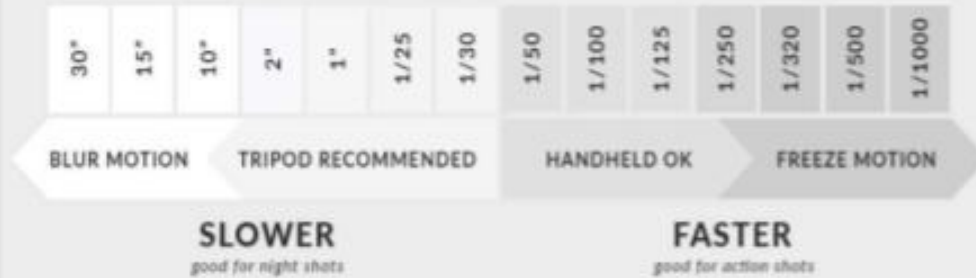 30" 15" 10" 2" 1" 1/25 1/30 1/50 1/100 1/125 1/250 1/320 1/500 1/1000
BLUR MOTION TRIPOD RECOMMENDED HANDHELD OK FREEZE MOTION
SLOWER FASTER
good for night shots good for action shots